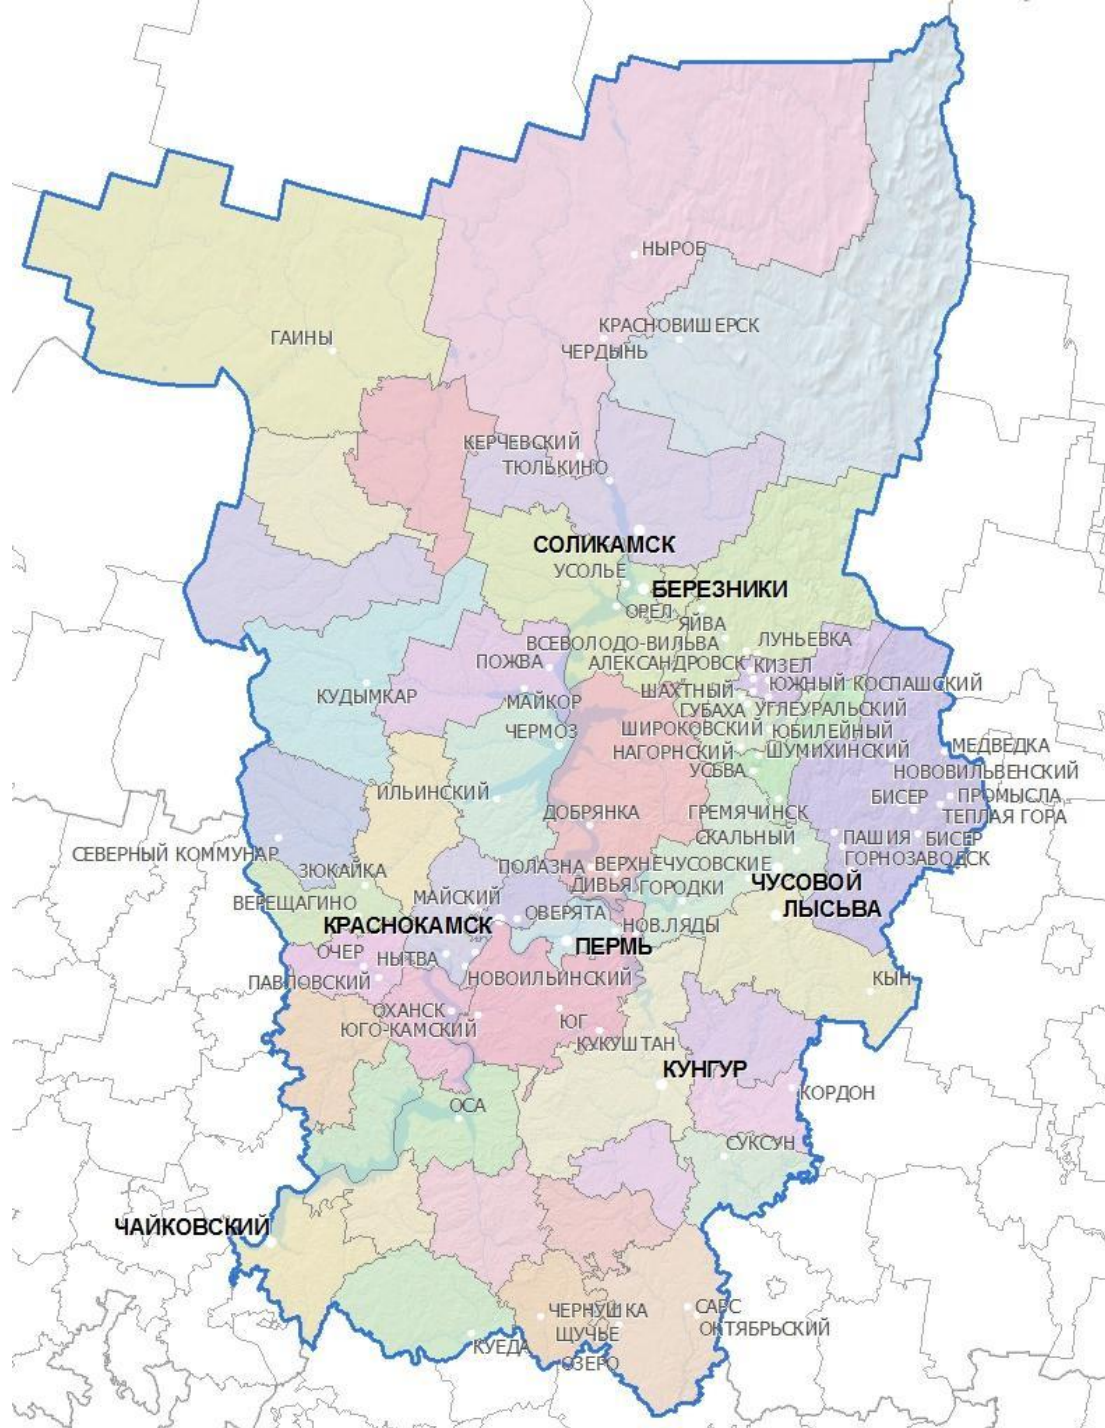 НЫРОБ
КРАСНОВИШЕРСК
ГАИНЫ
ЧЕРДЫНЬ
КЕРЧЕВСКИЙ
ТЮЛЬКИНО
СОЛИКАМСК
УСОЛЬЕ
БЕРЕЗНИКИ
ОРЕЛ
ЯЙВА
ВСЕВОЛОДО-ВИЛЬВА
ЛУНЬЕВКА
ПОЖВА
АЛЕКСАНДРОВСК
КИЗЕЛ
КУДЫМКАР
ШАХТНЫЙ
ЮЖНЫЙ КОСПАШСКИЙ
МАЙКОР
ГУБАХА
УГЛЕУРАЛЬСКИЙ
ЧЕРМОЗ
ШИРОКОВСКИЙ
ЮБИЛЕЙНЫЙ
НАГОРНСКИЙ
ШУМИХИНСКИЙ
МЕДВЕДКА
УСЬВА
НОВОВИЛЬВЕНСКИЙ
ИЛЬИНСКИЙ
БИСЕР
ПРОМЫСЛА
ДОБРЯНКА
ГРЕМЯЧИНСК
ТЕПЛАЯ ГОРА
СКАЛЬНЫЙ
ПАШИЯ
БИСЕР
СЕВЕРНЫЙ КОММУНАР
ГОРНОЗАВОДСК
ЗЮКАЙКА
ПОЛАЗНА
ВЕРХНЕЧУСОВСКИЕ
ДИВЬЯ
ГОРОДКИ
ЧУСОВОЙ
ВЕРЕЩАГИНО
МАЙСКИЙ
ОВЕРЯТА
ЛЫСЬВА
КРАСНОКАМСК
НОВ.ЛЯДЫ
ПЕРМЬ
ОЧЕР
НЫТВА
ПАВЛОВСКИЙ
НОВОИЛЬИНСКИЙ
КЫН
ОХАНСК
ЮГО-КАМСКИЙ
ЮГ
КУКУШТАН
КУНГУР
КОРДОН
ОСА
СУКСУН
ЧАЙКОВСКИЙ
ЧЕРНУШКА
САРС
ЩУЧЬЕ
ОКТЯБРЬСКИЙ
КУЕДА
ОЗЕРО